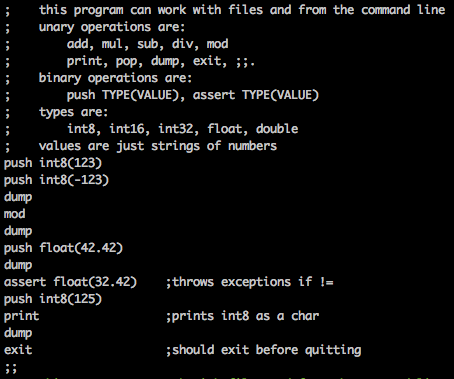 ;    this program can work with files and from the command line
;    unary operations are:
;        add, mul, sub, div, mod
;        print, pop, dump, exit, ;;.
;    binary operations are:
;        push TYPE(VALUE), assert TYPE(VALUE)
;    types are:
;        int8, int16, int32, float, double
;    values are just strings of numbers
push int8(123)
push int8(-123)
dump
mod
dump
push float(42.42)
dump
assert float(32.42)    ;throws exceptions if !=
push int8(125)
print                  ;prints int8 as a char
dump
exit                   ;should exit before quitting
;;